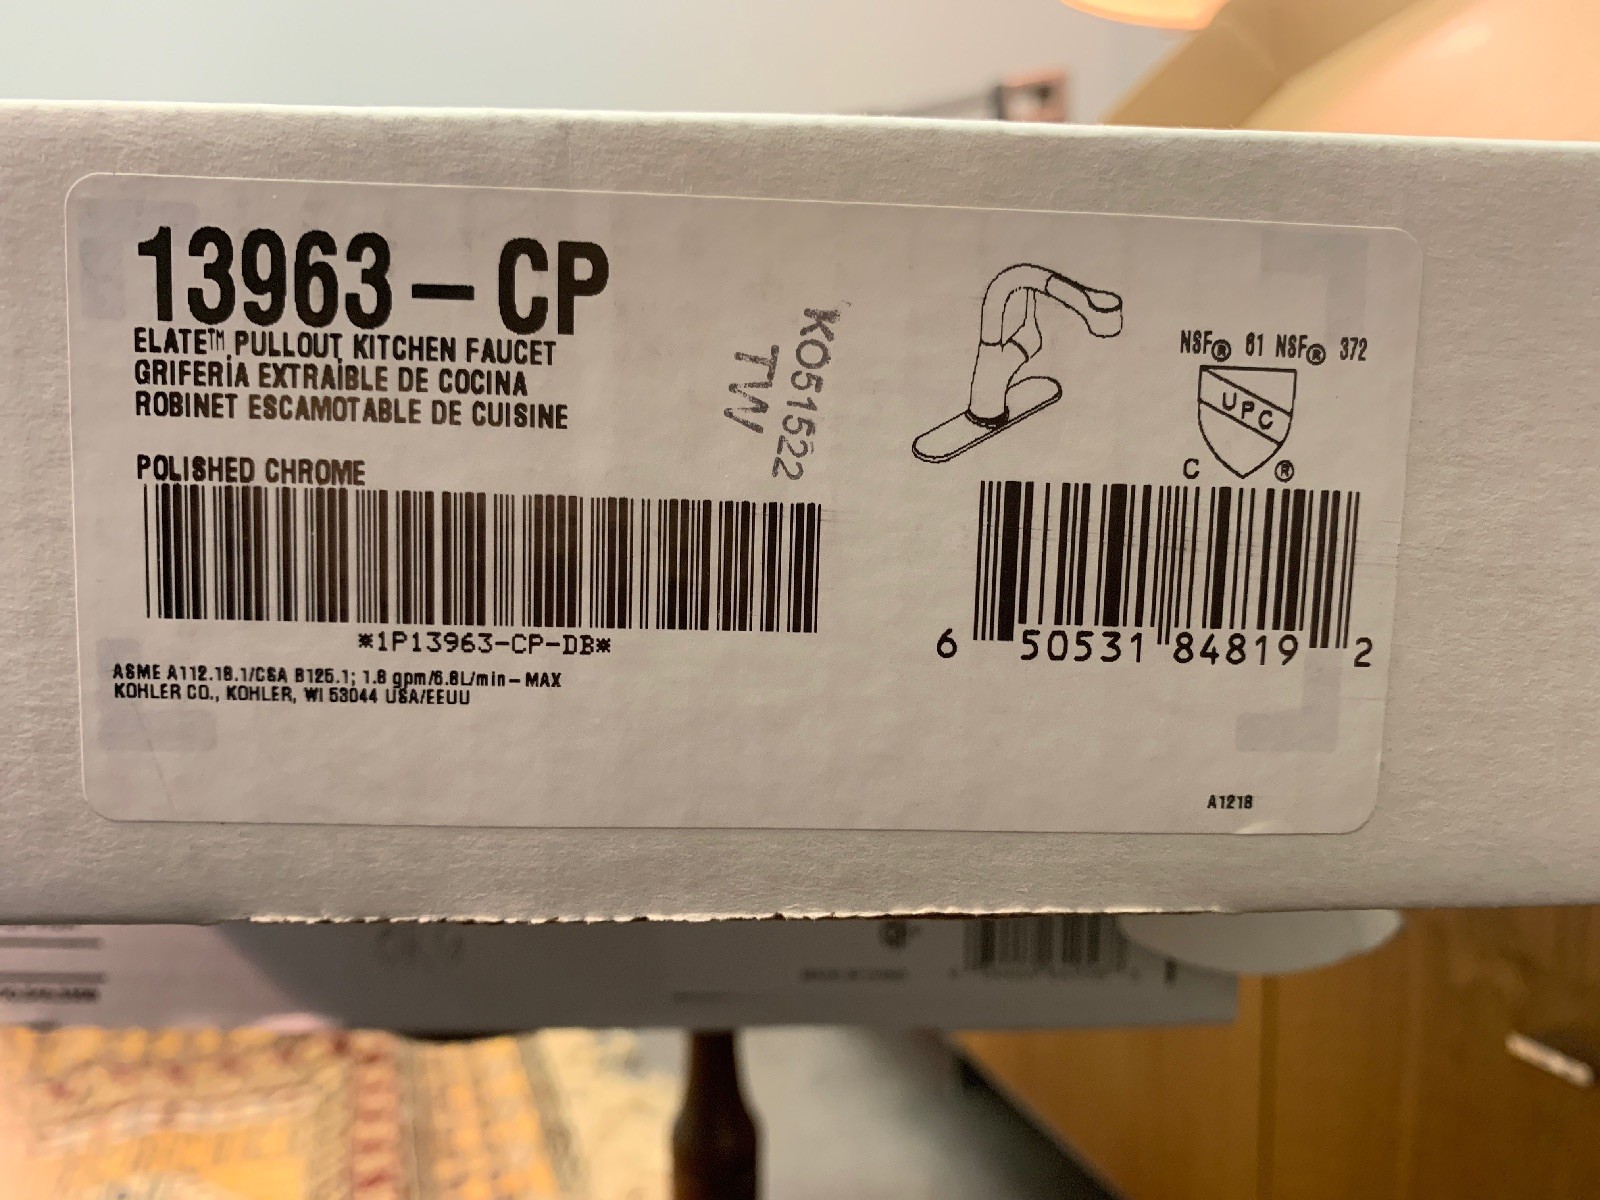 13963-CP
ELATE™ PULLOUT KITCHEN FAUCET
GRIFERÍA EXTRAÍBLE DE COCINA
ROBINET ESCAMOTABLE DE CUISINE
POLISHED CHROME
*1P13963-CP-DB*
ASME A112.18.1/CSA B125.1; 1.8 gpm/6.8L/min-MAX
KOHLER CO., KOHLER, WI 53044 USA/EEUU
KO51522
TW
NSF® 61 NSF® 372
UPC
C ®
6 50531 84819 2
A1218